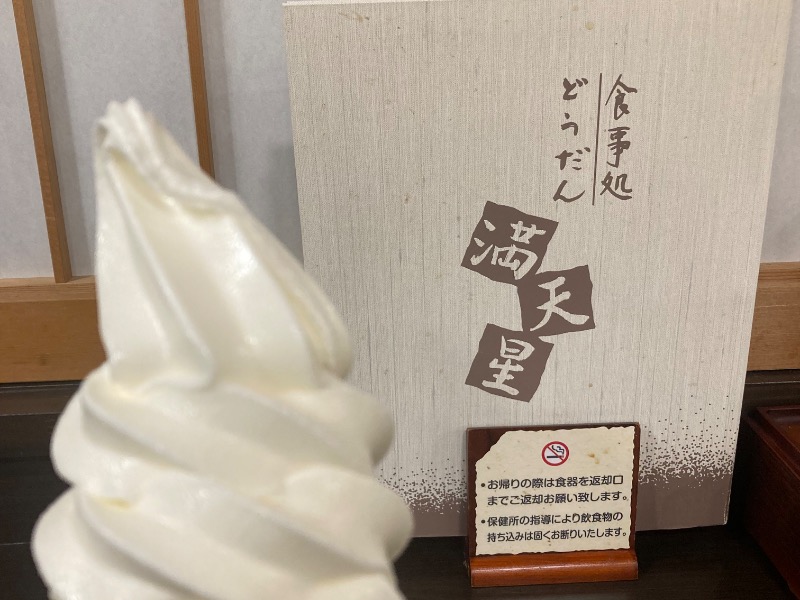 食事処
どうだん
満天星
・お帰りの際は食器を返却口
までご返却お願い致します。
・保健所の指導により飲食物の
持ち込みは固くお断りいたします。